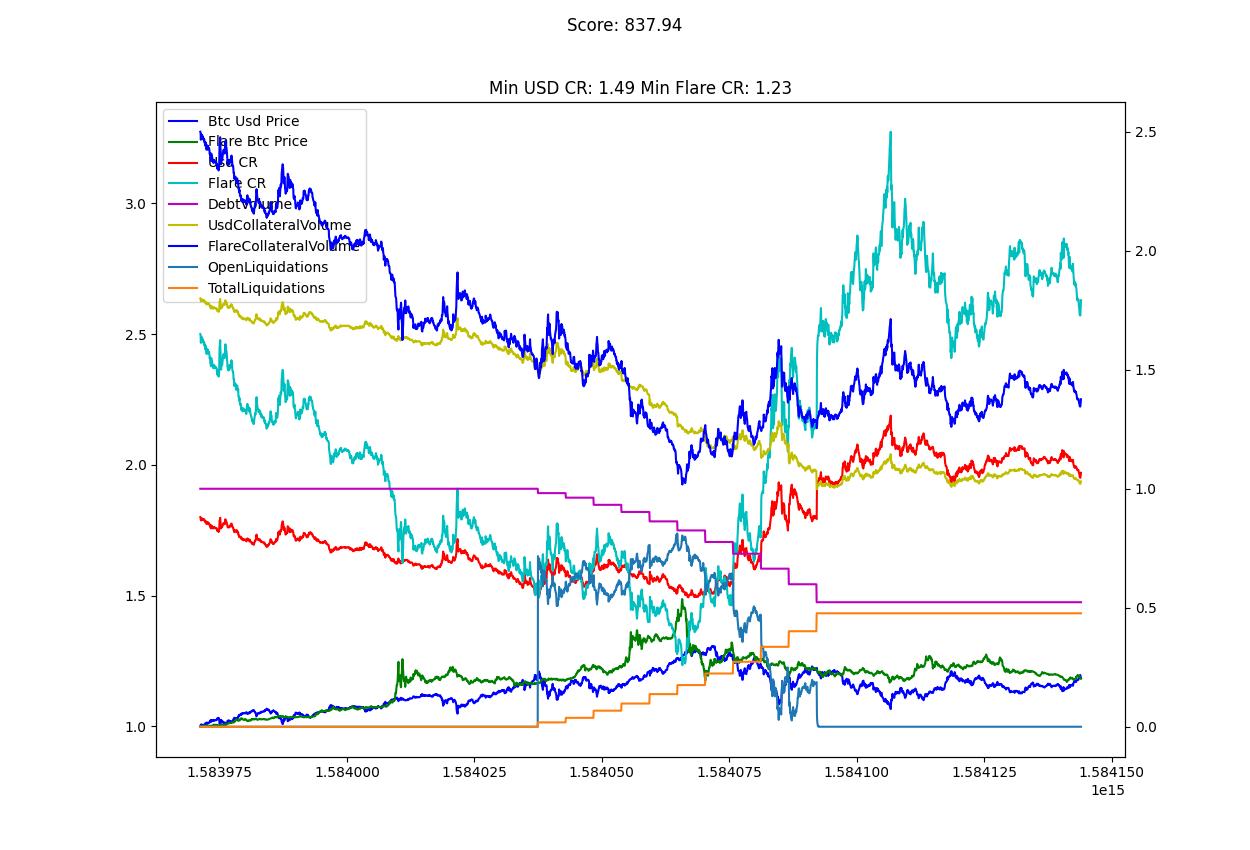 Score: 837.94
Min USD CR: 1.49 Min Flare CR: 1.23
Btc Usd Price
Flare Btc Price
Usd CR
Flare CR
DebtVolume
UsdCollateralVolume
FlareCollateralVolume
OpenLiquidations
TotalLiquidations
3.0
2.5
2.0
1.5
1.0
2.5
2.0
1.5
1.0
0.5
0.0
1.583975
1.584000
1.584025
1.584050
1.584075
1.584100
1.584125
1.584150
1e15